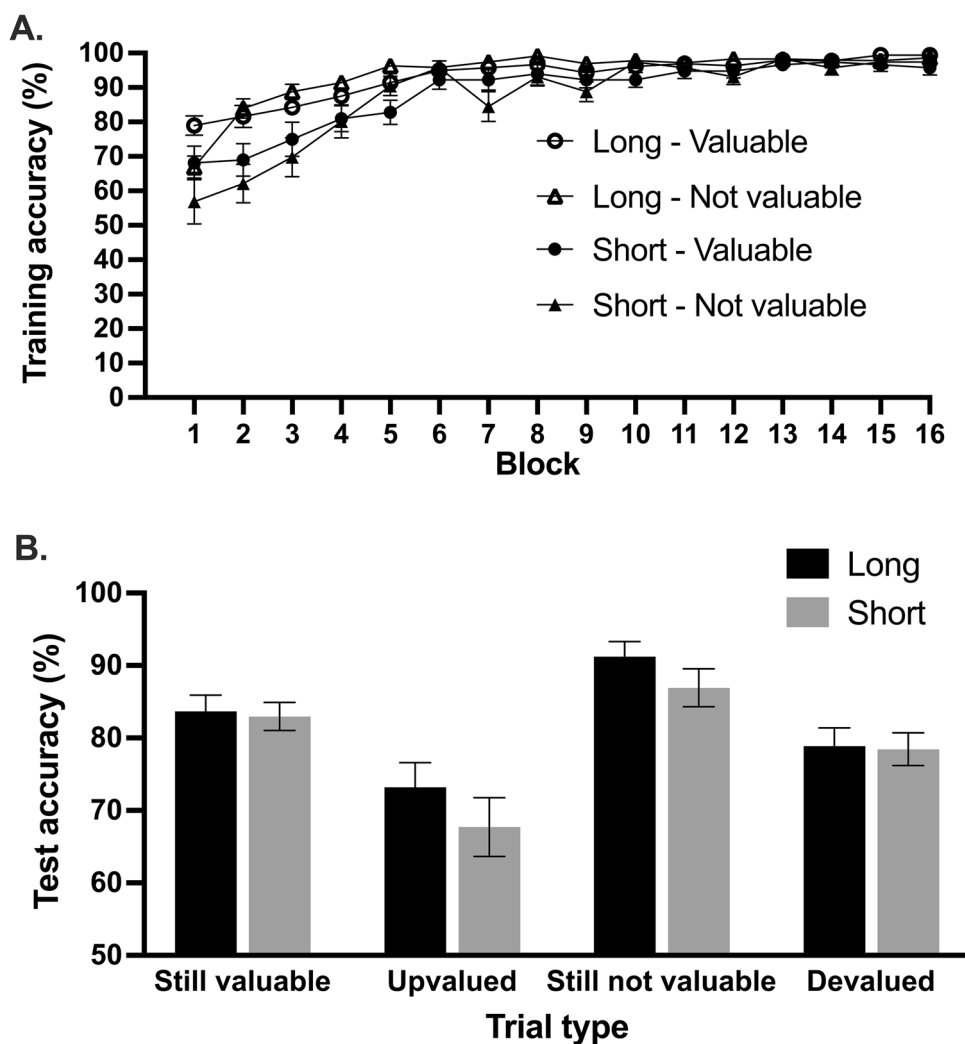 A.
Training accuracy (%)
100
90
80
70
60
50
40
30
20
10
0
Long - Valuable
Long - Not valuable
Short - Valuable
Short - Not valuable
1 2 3 4 5 6 7 8 9 10 11 12 13 14 15 16
Block
B.
Long
Short
Test accuracy (%)
100
90
80
70
60
50
Still valuable Upvalued Still not valuable Devalued
Trial type